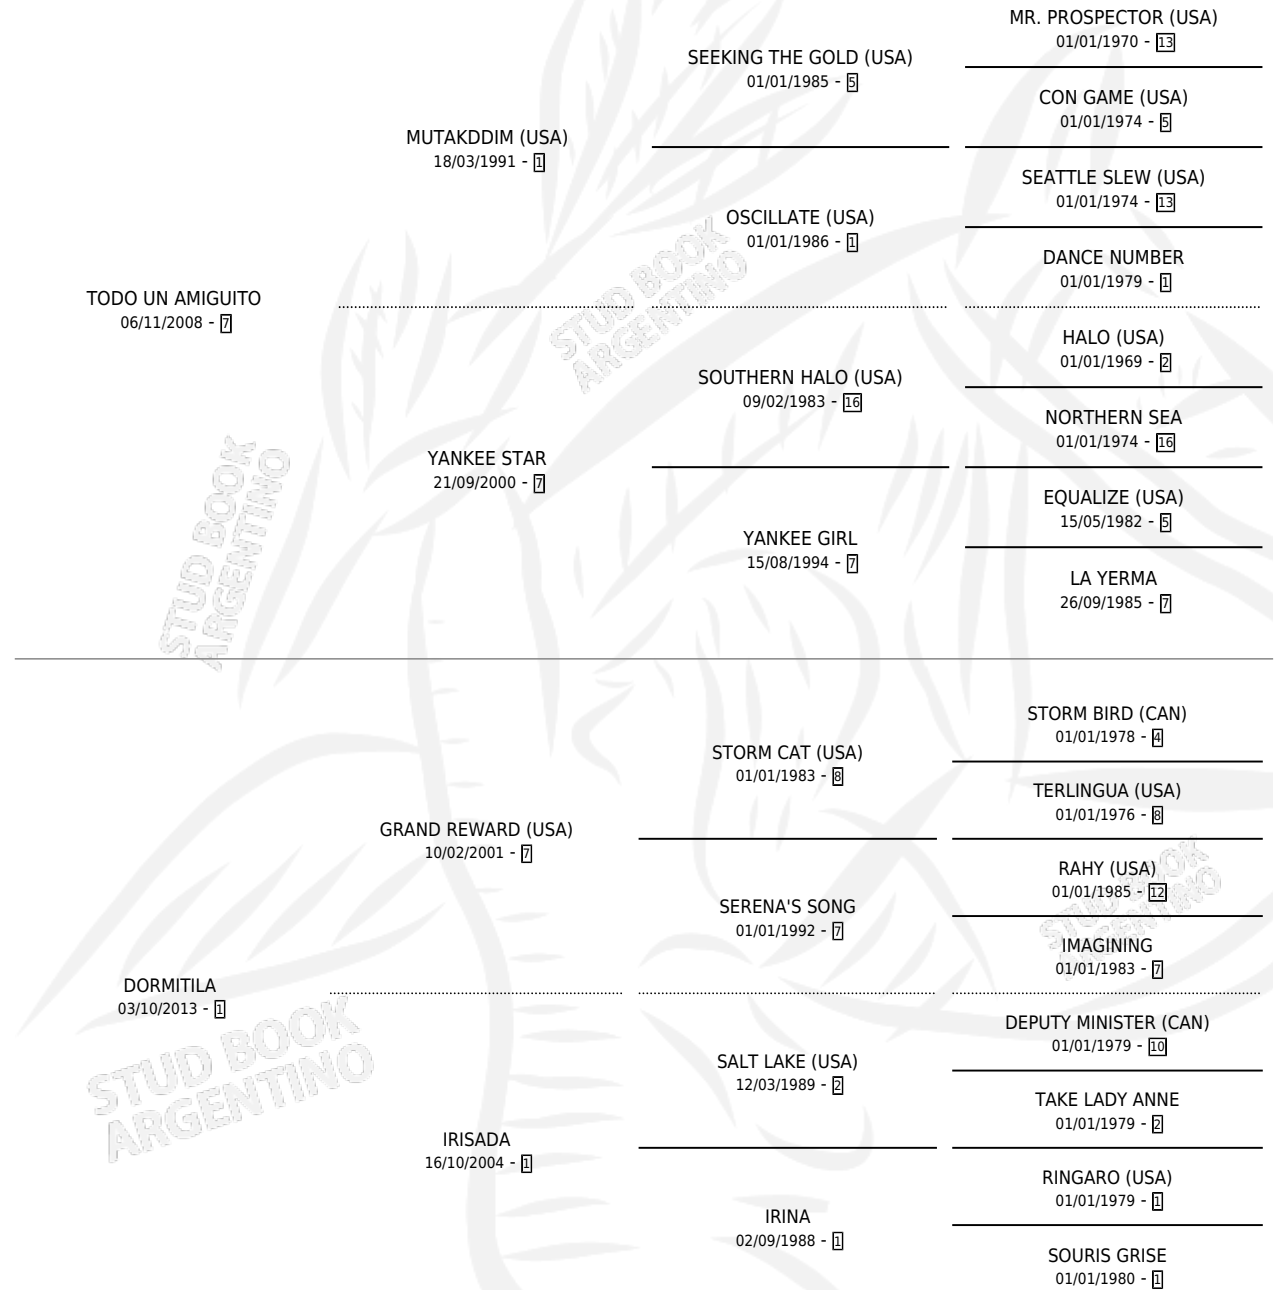 MR. PROSPECTOR (USA)
01/01/1970 - 13
SEEKING THE GOLD (USA)
01/01/1985 - 5
CON GAME (USA)
01/01/1974 - 5
MUTAKDDIM (USA)
18/03/1991 - 1
SEATTLE SLEW (USA)
01/01/1974 - 13
OSCILLATE (USA)
01/01/1986 - 1
DANCE NUMBER
01/01/1979 - 1
TODO UN AMIGUITO
06/11/2008 - 7
HALO (USA)
01/01/1969 - 2
SOUTHERN HALO (USA)
09/02/1983 - 16
NORTHERN SEA
01/01/1974 - 16
YANKEE STAR
21/09/2000 - 7
EQUALIZE (USA)
15/05/1982 - 5
YANKEE GIRL
15/08/1994 - 7
LA YERMA
26/09/1985 - 7
STORM BIRD (CAN)
01/01/1978 - 4
STORM CAT (USA)
01/01/1983 - 8
TERLINGUA (USA)
01/01/1976 - 8
GRAND REWARD (USA)
10/02/2001 - 7
RAHY (USA)
01/01/1985 - 12
SERENA'S SONG
01/01/1992 - 7
IMAGINING
01/01/1983 - 7
DORMITILA
03/10/2013 - 1
DEPUTY MINISTER (CAN)
01/01/1979 - 10
SALT LAKE (USA)
12/03/1989 - 2
TAKE LADY ANNE
01/01/1979 - 2
IRISADA
16/10/2004 - 1
RINGARO (USA)
01/01/1979 - 1
IRINA
02/09/1988 - 1
SOURIS GRISE
01/01/1980 - 1
STUD BOOK
ARGENTINO
STUD BOOK
ARGENTINO
STUD BOOK
ARGENTINO
STUD BOOK
ARGENTINO